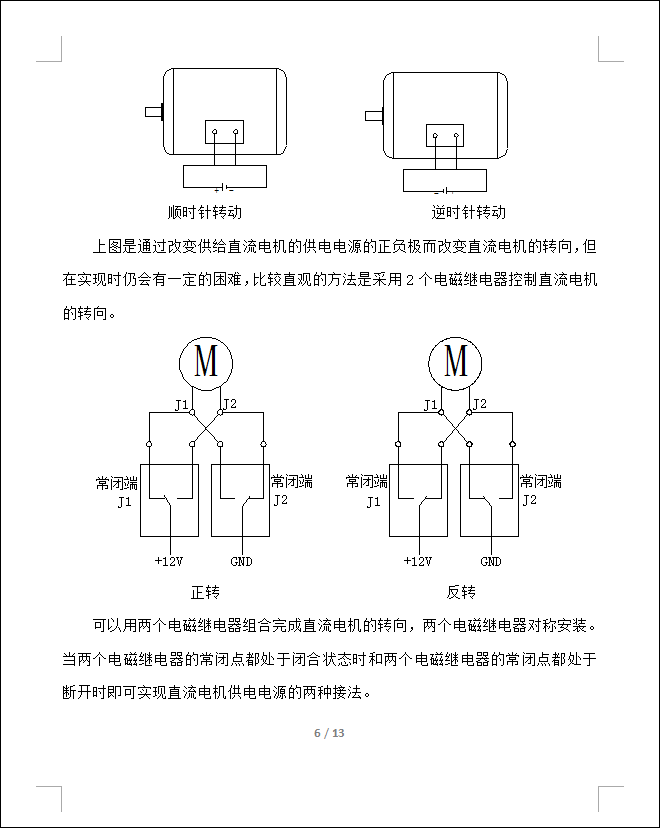 + −
− +
顺时针转动 逆时针转动
上图是通过改变供给直流电机的供电电源的正负极而改变直流电机的转向,但
在实现时仍会有一定的困难,比较直观的方法是采用2个电磁继电器控制直流电机
的转向。
M M
J1 J2 J1 J2
常闭端 常闭端 常闭端 常闭端
J1 J2 J1 J2
+12V GND +12V GND
正转 反转
可以用两个电磁继电器组合完成直流电机的转向,两个电磁继电器对称安装。
当两个电磁继电器的常闭点都处于闭合状态时和两个电磁继电器的常闭点都处于
断开时即可实现直流电机供电电源的两种接法。
6 / 13